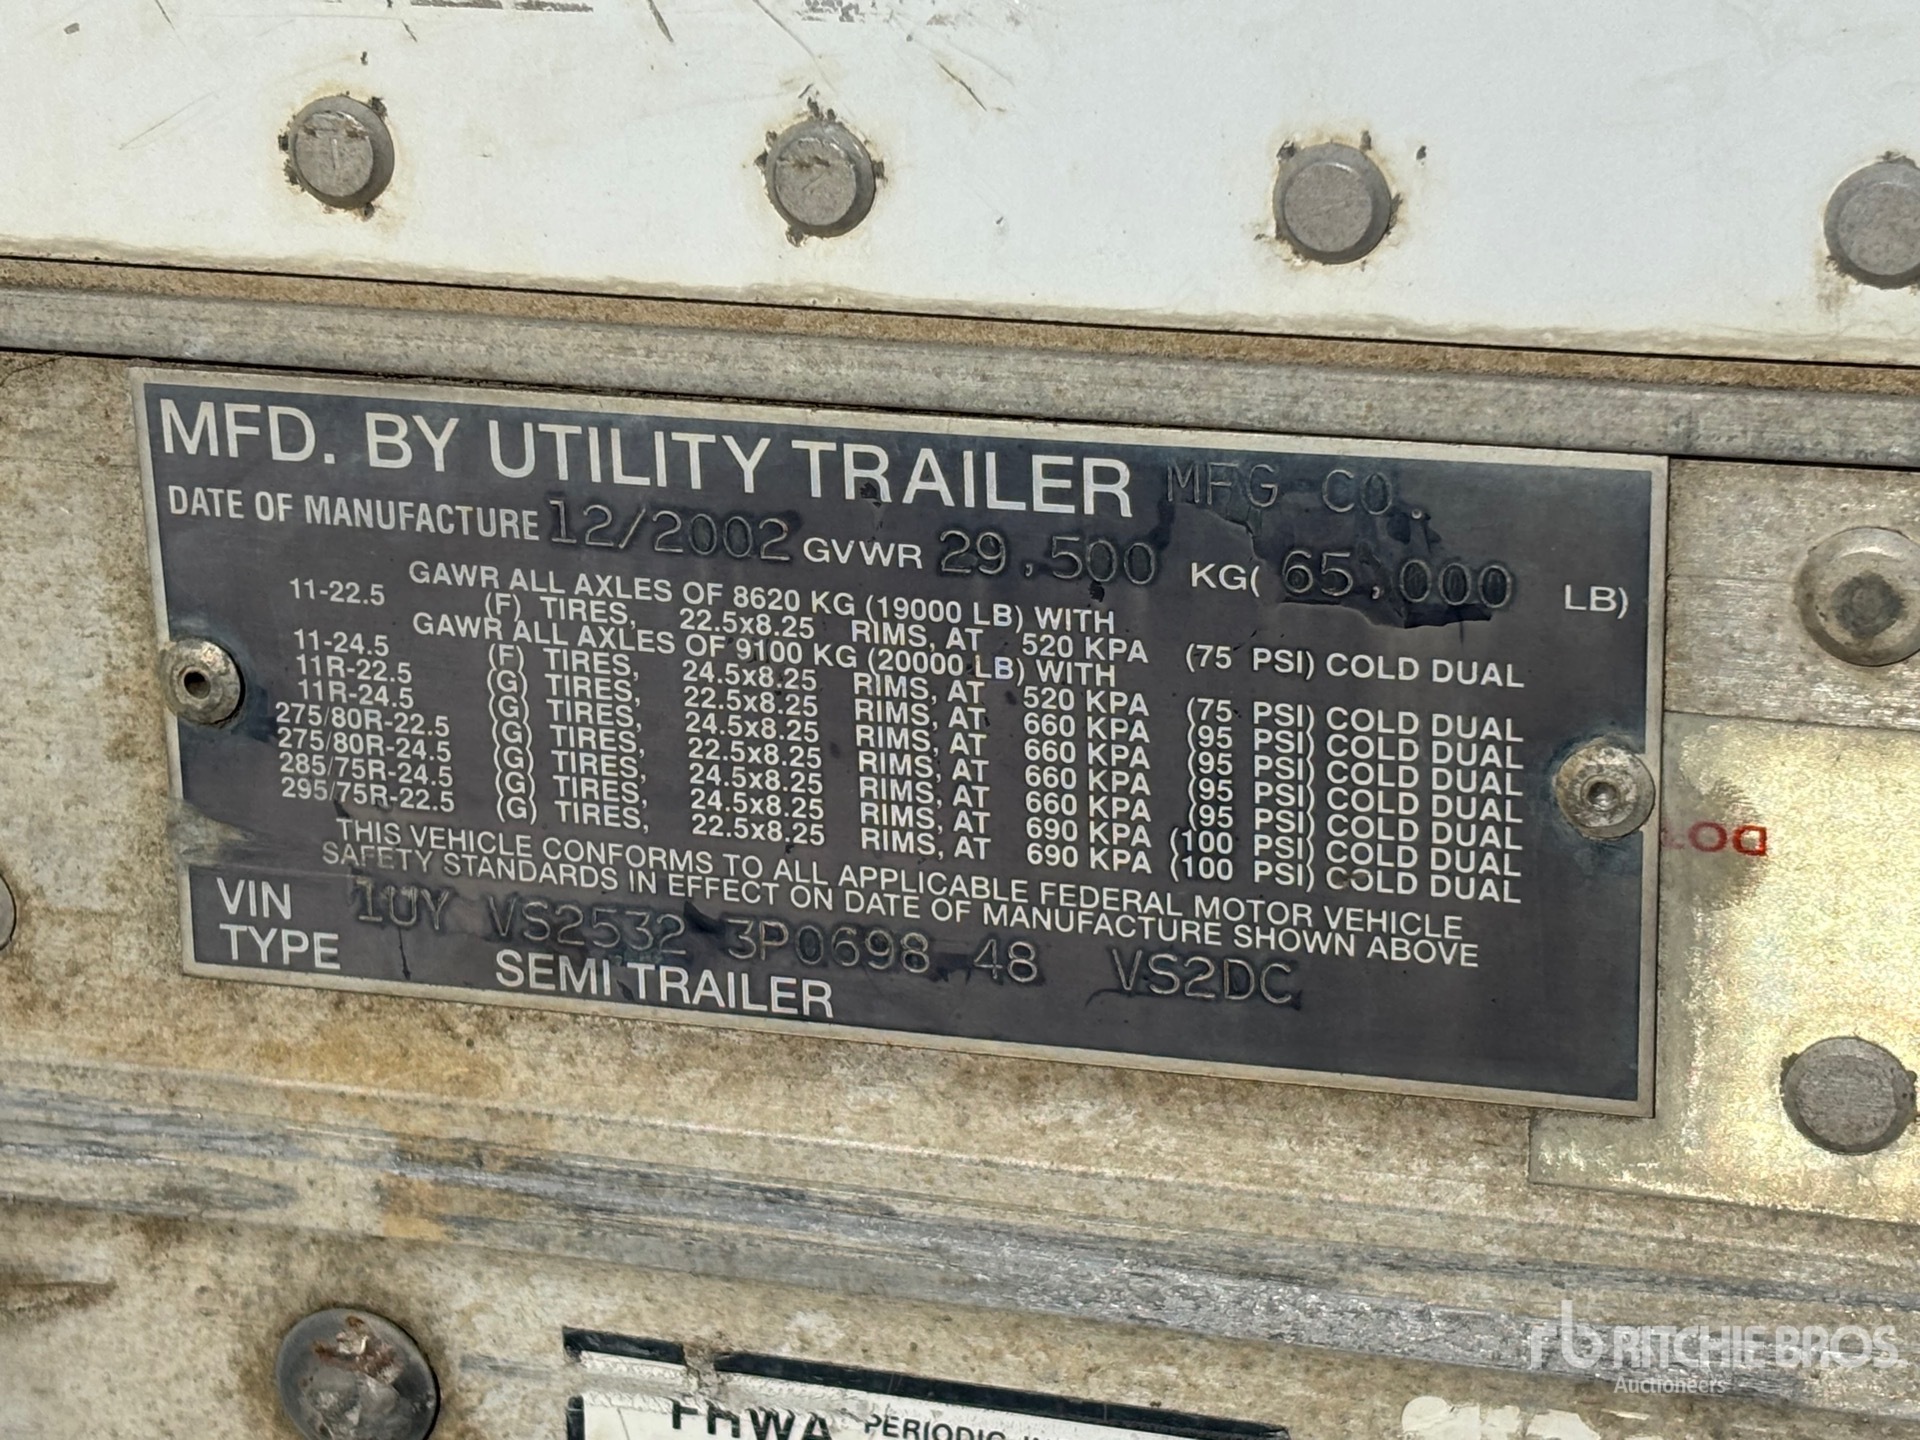 MFD. BY UTILITY TRAILER MFG CO.
DATE OF MANUFACTURE 12/2002 GVWR 29,500 KG( 65,000 LB)
GAWR ALL AXLES OF 8620 KG (19000 LB) WITH
11-22.5 (F) TIRES, 22.5x8.25 RIMS, AT 520 KPA (75 PSI) COLD DUAL
GAWR ALL AXLES OF 9100 KG (20000 LB) WITH
11-24.5 (F) TIRES, 24.5x8.25 RIMS, AT 520 KPA (75 PSI) COLD DUAL
11R-22.5 (G) TIRES, 22.5x8.25 RIMS, AT 660 KPA (95 PSI) COLD DUAL
11R-24.5 (G) TIRES, 24.5x8.25 RIMS, AT 660 KPA (95 PSI) COLD DUAL
275/80R-22.5 (G) TIRES, 22.5x8.25 RIMS, AT 660 KPA (95 PSI) COLD DUAL
275/80R-24.5 (G) TIRES, 24.5x8.25 RIMS, AT 660 KPA (95 PSI) COLD DUAL
285/75R-24.5 (G) TIRES, 24.5x8.25 RIMS, AT 690 KPA (100 PSI) COLD DUAL
295/75R-22.5 (G) TIRES, 22.5x8.25 RIMS, AT 690 KPA (100 PSI) COLD DUAL
THIS VEHICLE CONFORMS TO ALL APPLICABLE FEDERAL MOTOR VEHICLE
SAFETY STANDARDS IN EFFECT ON DATE OF MANUFACTURE SHOWN ABOVE
VIN 1UY VS2532 3P0698 48 VS2DC
TYPE SEMI TRAILER
DOT
FHWA PERIODIC
rb RITCHIE BROS
Auctioneers